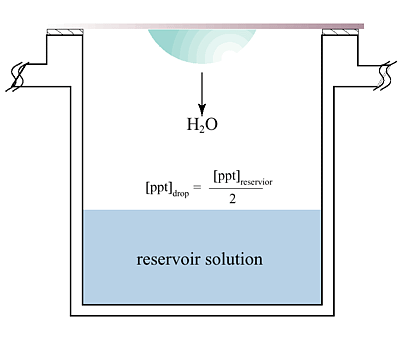 H₂O
[ppt]drop = [ppt]reservior / 2
reservoir solution